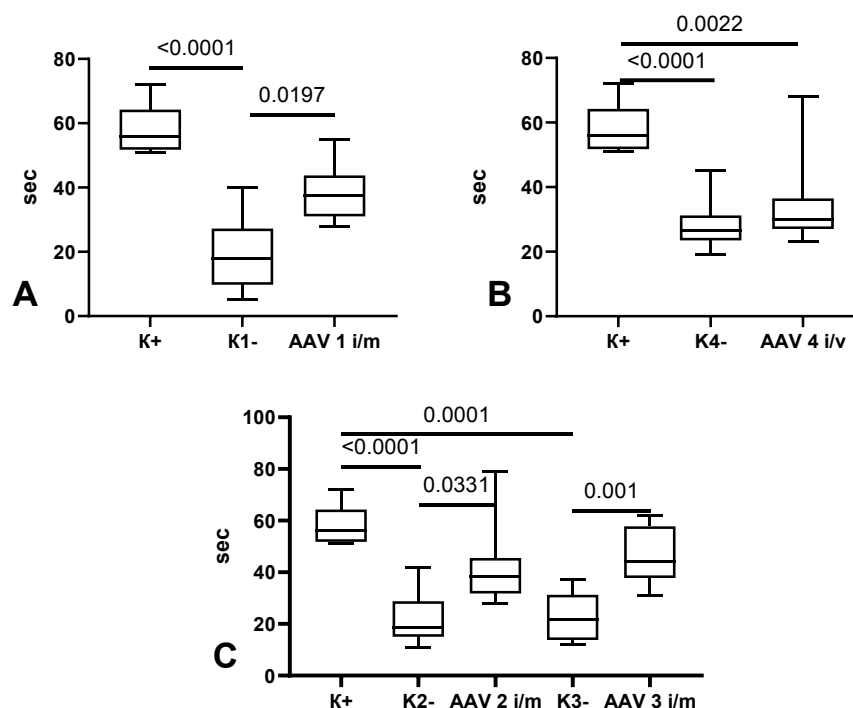 <0.0001
0.0197
80
60
40
20
0
sec
A
K+
K1-
AAV 1 i/m
0.0022
<0.0001
80
60
40
20
0
sec
B
K+
K4-
AAV 4 i/v
0.0001
<0.0001
0.0331
0.001
100
80
60
40
20
0
sec
C
K+
K2-
AAV 2 i/m
K3-
AAV 3 i/m